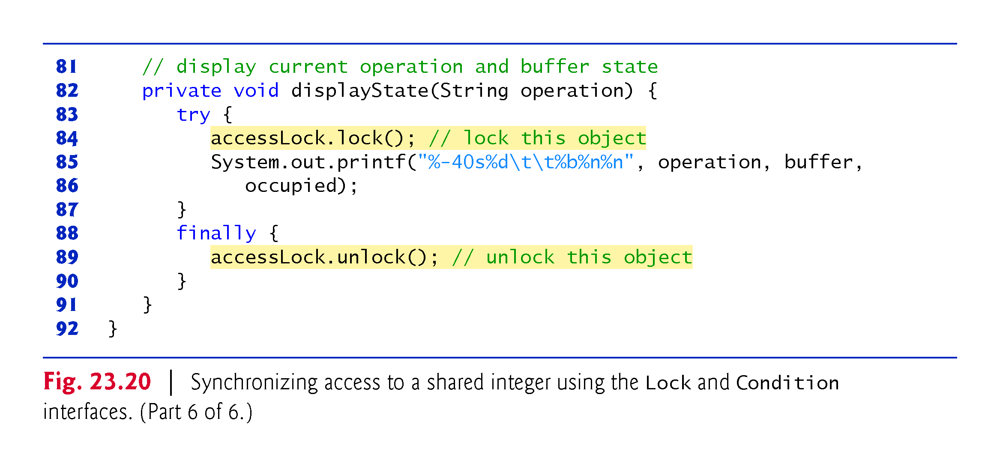 81 // display current operation and buffer state
82 private void displayState(String operation) {
83 try {
84 accessLock.lock(); // lock this object
85 System.out.printf("%-40s%d\t\t%b%n%n", operation, buffer,
86 occupied);
87 }
88 finally {
89 accessLock.unlock(); // unlock this object
90 }
91 }
92 }
Fig. 23.20 | Synchronizing access to a shared integer using the Lock and Condition
interfaces. (Part 6 of 6.)